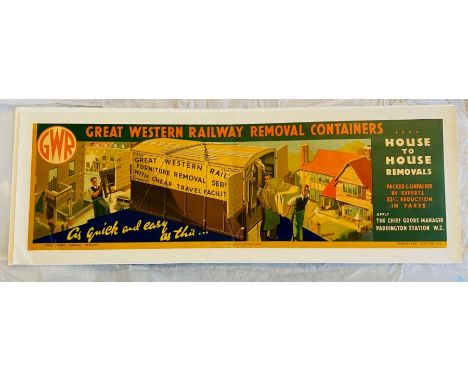 GWR
GREAT WESTERN RAILWAY REMOVAL CONTAINERS ....
GREAT WESTERN RAIL
FURNITURE REMOVAL SER
WITH CHEAP TRAVEL FACILIT
As Quick and easy
as this...
HOUSE
TO
HOUSE
REMOVALS
PACKED & UNPACKED
BY EXPERTS
33⅓% REDUCTION
IN FARES
APPLY
THE CHIEF GOODS MANAGER
PADDINGTON STATION W.2.